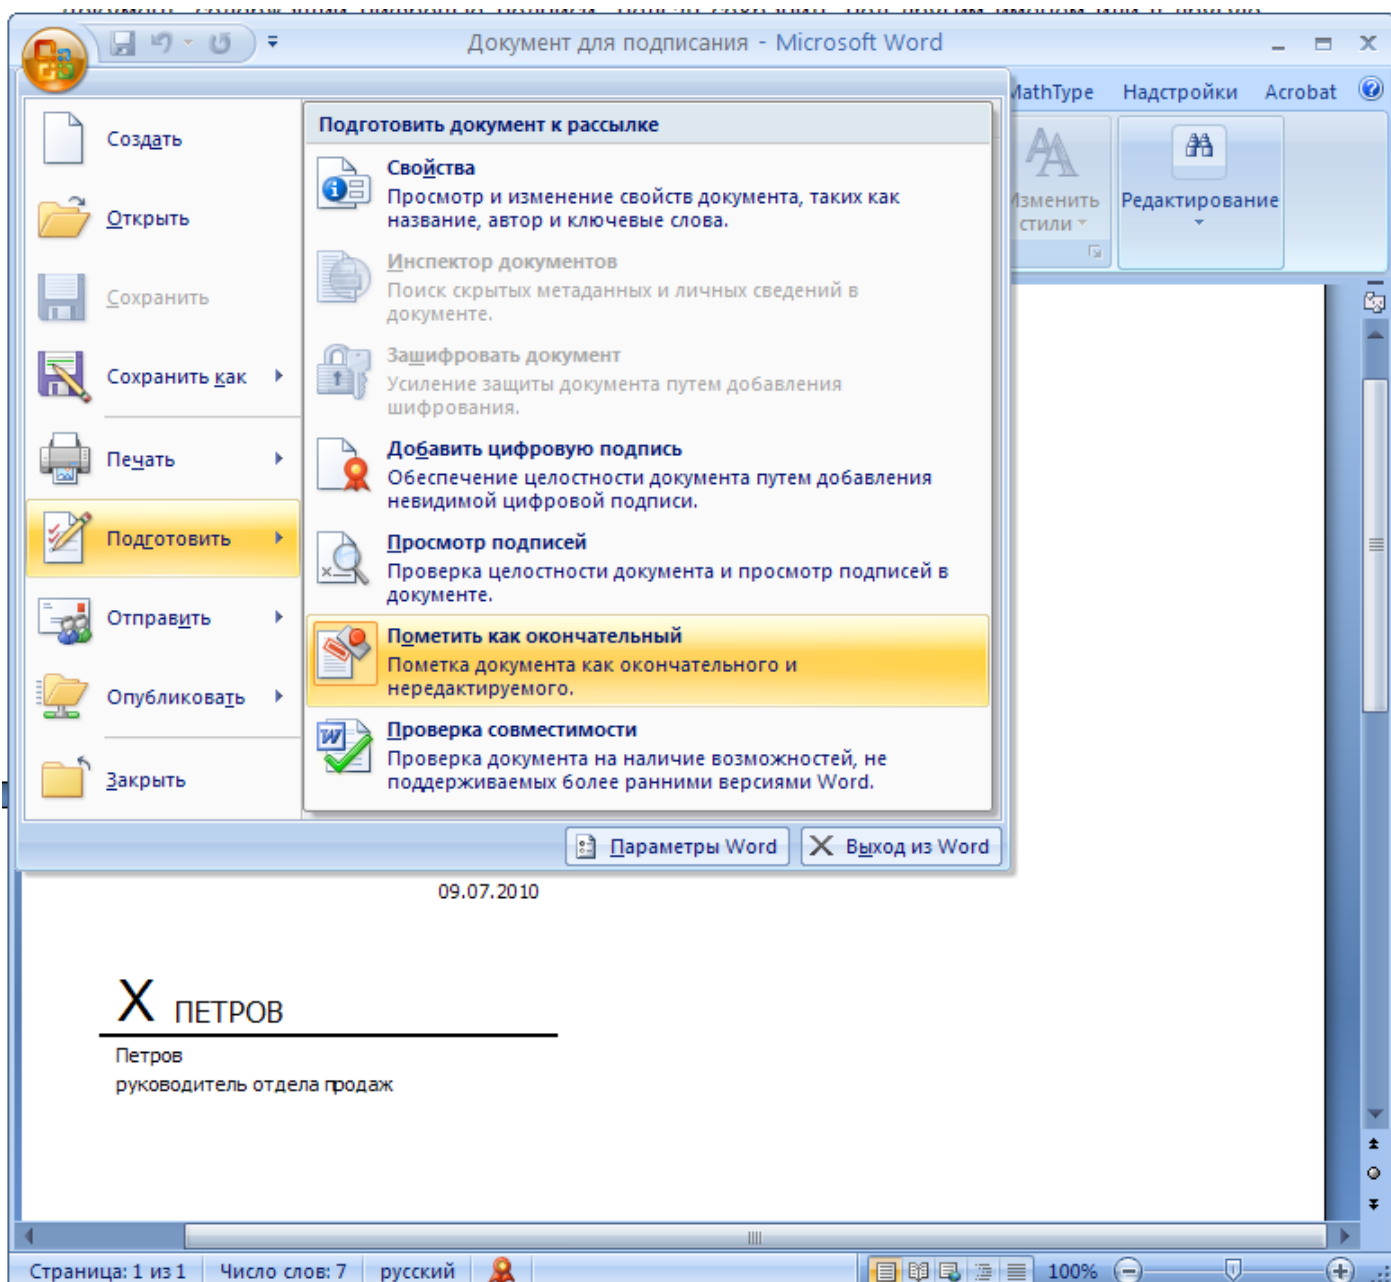 Документ для подписания - Microsoft Word
MathType Надстройки Acrobat
Создать
Открыть
Сохранить
Сохранить как
Печать
Подготовить
Отправить
Опубликовать
Закрыть
Подготовить документ к рассылке
Свойства
Просмотр и изменение свойств документа, таких как
название, автор и ключевые слова.
Инспектор документов
Поиск скрытых метаданных и личных сведений в
документе.
Зашифровать документ
Усиление защиты документа путем добавления
шифрования.
Добавить цифровую подпись
Обеспечение целостности документа путем добавления
невидимой цифровой подписи.
Просмотр подписей
Проверка целостности документа и просмотр подписей в
документе.
Пометить как окончательный
Пометка документа как окончательного и
нередактируемого.
Проверка совместимости
Проверка документа на наличие возможностей, не
поддерживаемых более ранними версиями Word.
Изменить
стили
Редактирование
Параметры Word
Выход из Word
09.07.2010
X ПЕТРОВ
Петров
руководитель отдела продаж
Страница: 1 из 1 Число слов: 7 русский 100%